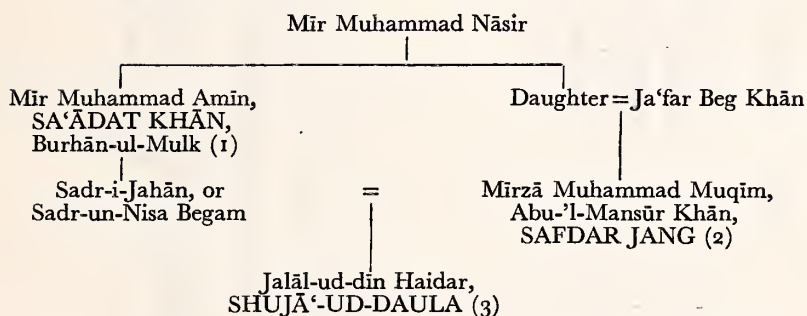 Mīr Muhammad Nāsir
Mīr Muhammad Amīn,
SA‘ĀDAT KHĀN,
Burhān-ul-Mulk (1)
Daughter = Ja‘far Beg Khān
Sadr-i-Jahān, or
Sadr-un-Nisa Begam
=
Mīrzā Muhammad Muqīm,
Abu-’l-Mansūr Khān,
SAFDAR JANG (2)
Jalāl-ud-dīn Haidar,
SHUJĀ‘-UD-DAULA (3)